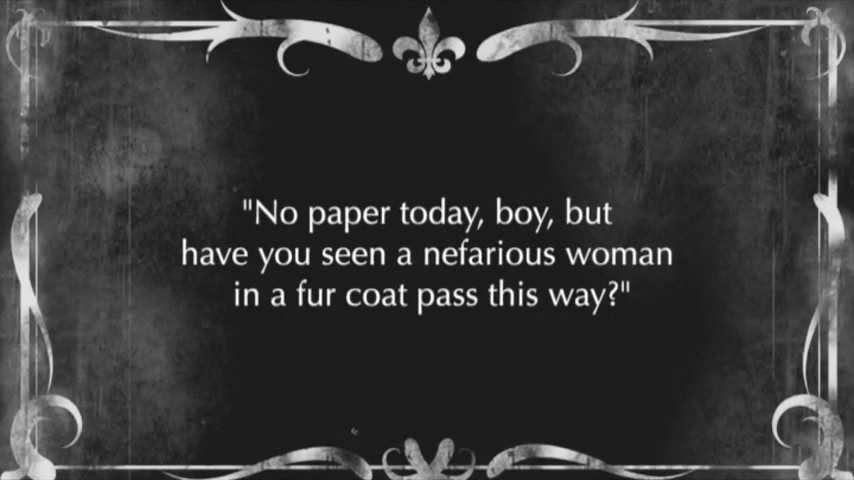 "No paper today, boy, but
have you seen a nefarious woman
in a fur coat pass this way?"